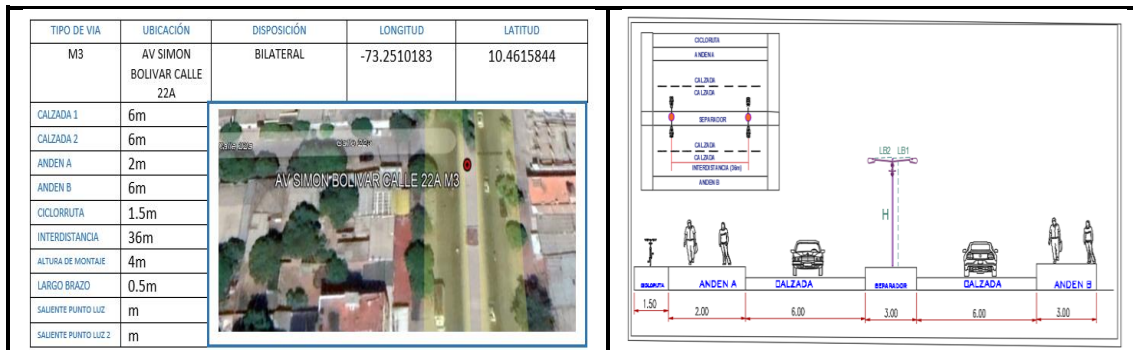 TIPO DE VIA UBICACIÓN DISPOSICIÓN LONGITUD LATITUD
M3 AV SIMON BOLIVAR CALLE 22A BILATERAL -73.2510183 10.4615844
CALZADA 1 6m
CALZADA 2 6m
ANDEN A 2m
ANDEN B 6m
CICLORRUTA 1.5m
INTERDISTANCIA 36m
ALTURA DE MONTAJE 4m
LARGO BRAZO 0.5m
SALIENTE PUNTO LUZ m
SALIENTE PUNTO LUZ 2 m
AV SIMON BOLIVAR CALLE 22A M3
CICLORUTA
ANDEN A
CALZADA
CALZADA
SEPARADOR
CALZADA
CALZADA
INTERDISTANCIA (36m)
ANDEN B
LB2 LB1
H
CICLORUTA ANDEN A CALZADA SEPARADOR CALZADA ANDEN B
1.50 2.00 6.00 3.00 6.00 3.00